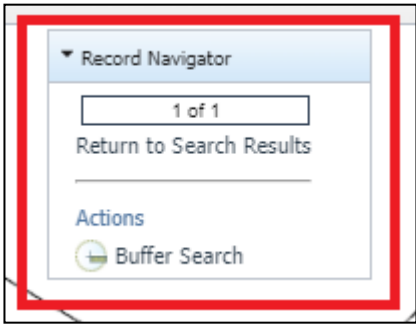 Record Navigator
1 of 1
Return to Search Results
Actions
Buffer Search